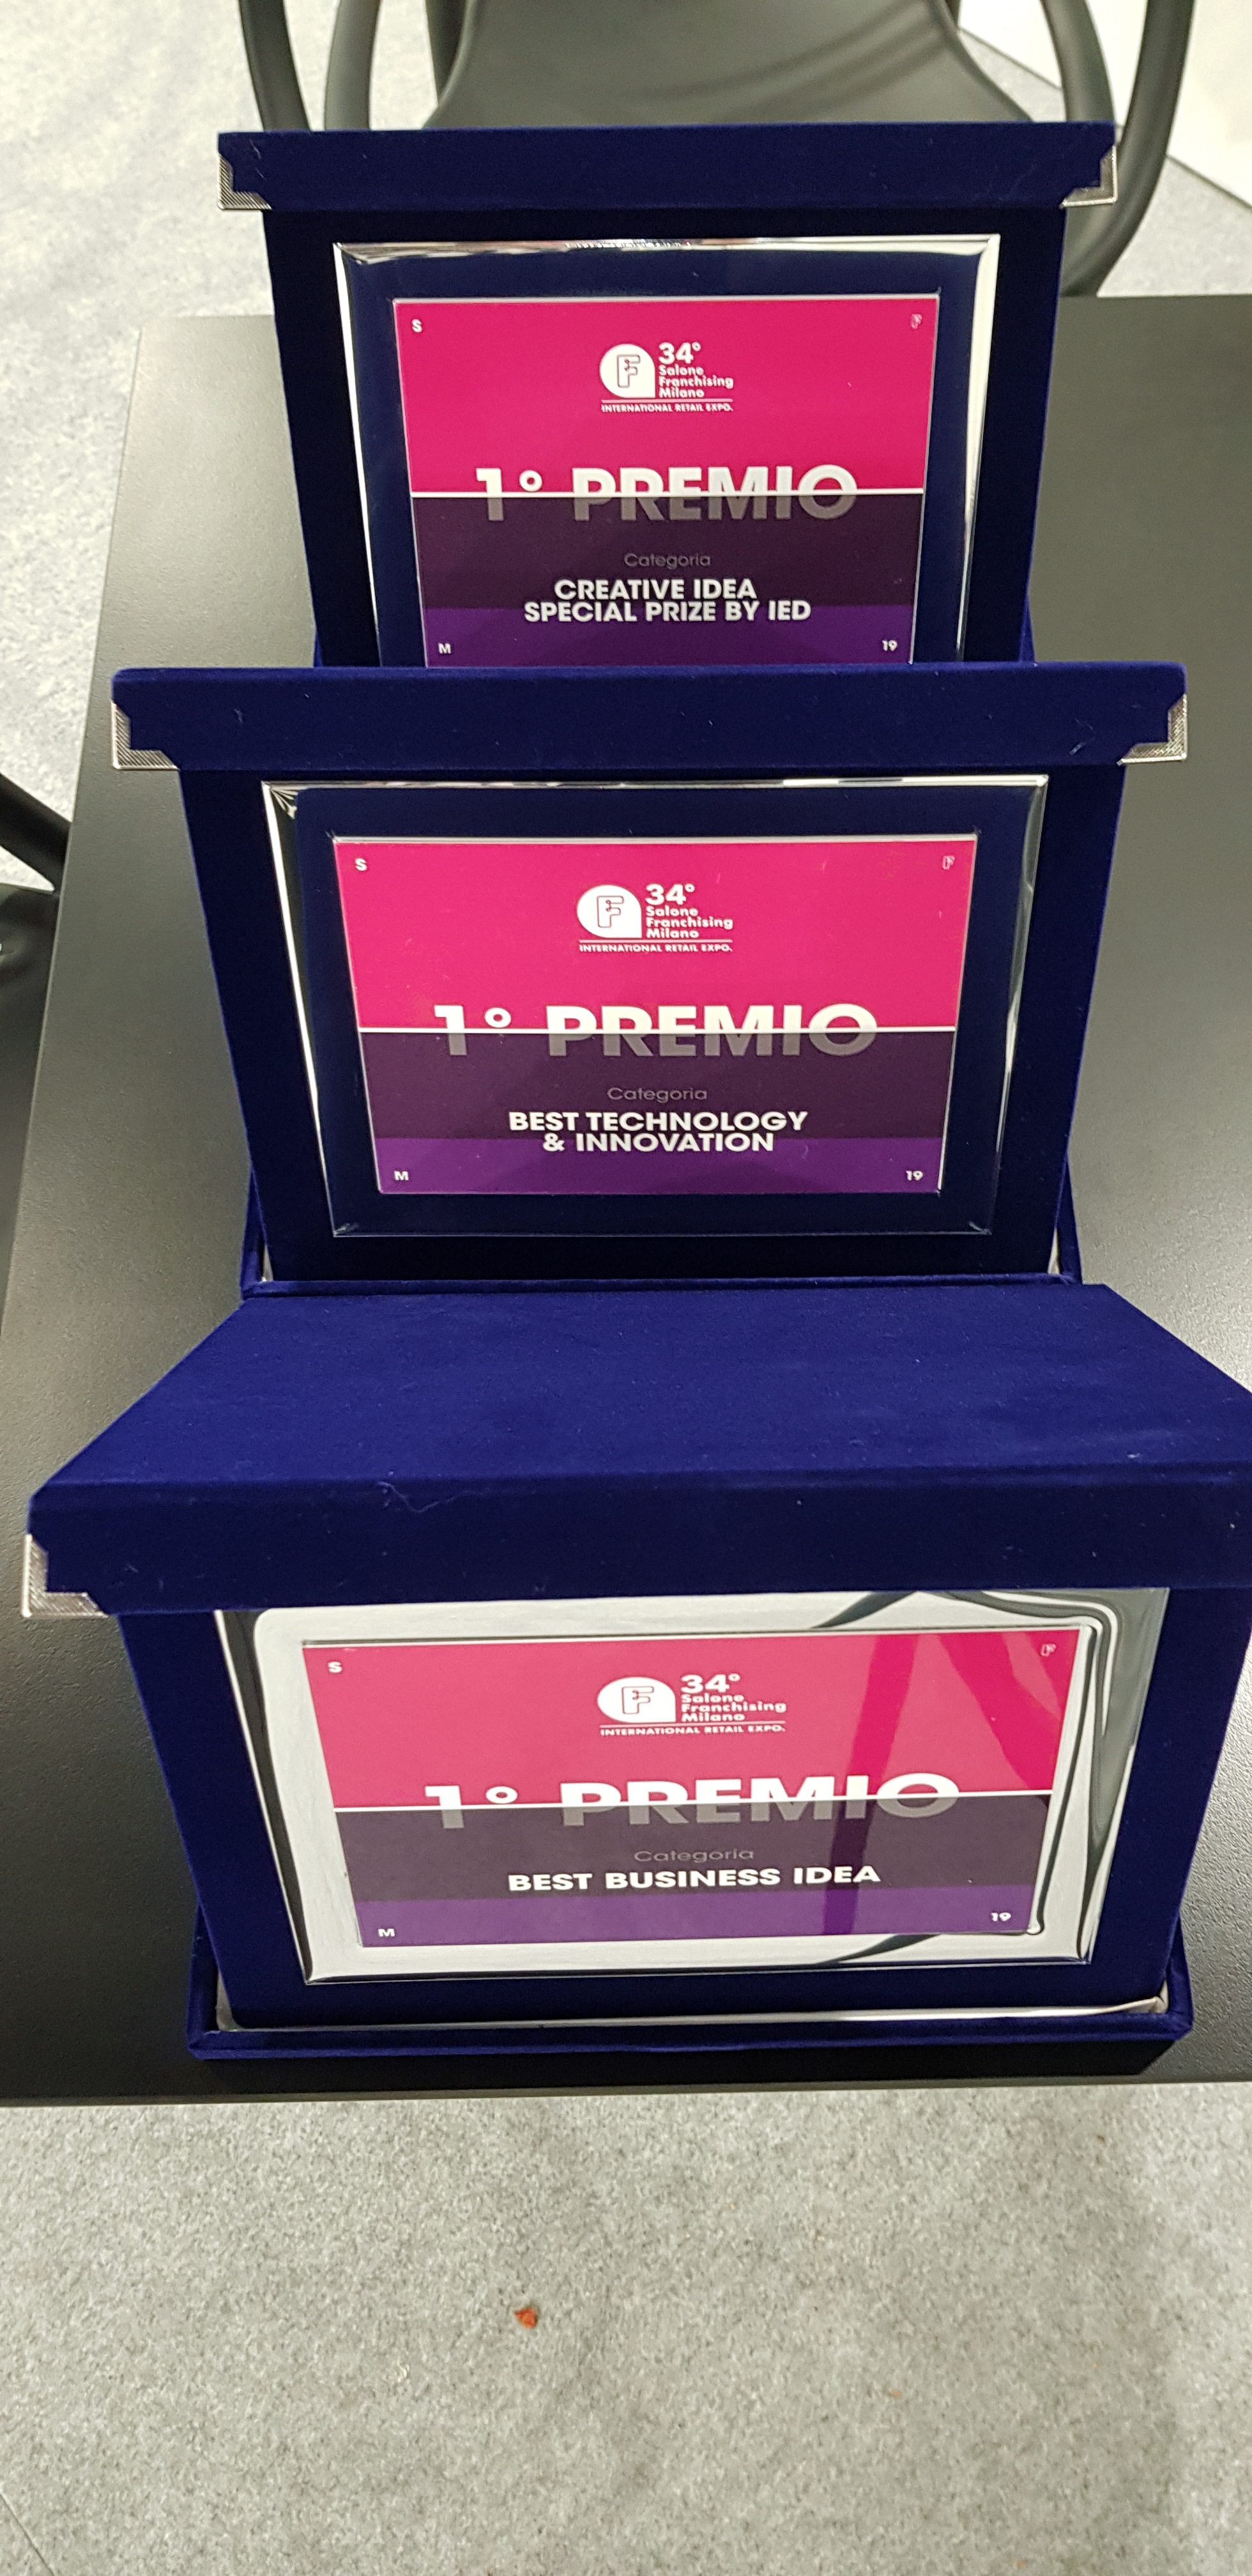 S F
34°
Salone
Franchising
Milano
INTERNATIONAL RETAIL EXPO.
1° PREMIO
Categoria
CREATIVE IDEA
SPECIAL PRIZE BY IED
M 19
S F
34°
Salone
Franchising
Milano
INTERNATIONAL RETAIL EXPO.
1° PREMIO
Categoria
BEST TECHNOLOGY
& INNOVATION
M 19
S F
34°
Salone
Franchising
Milano
INTERNATIONAL RETAIL EXPO.
1° PREMIO
Categoria
BEST BUSINESS IDEA
M 19